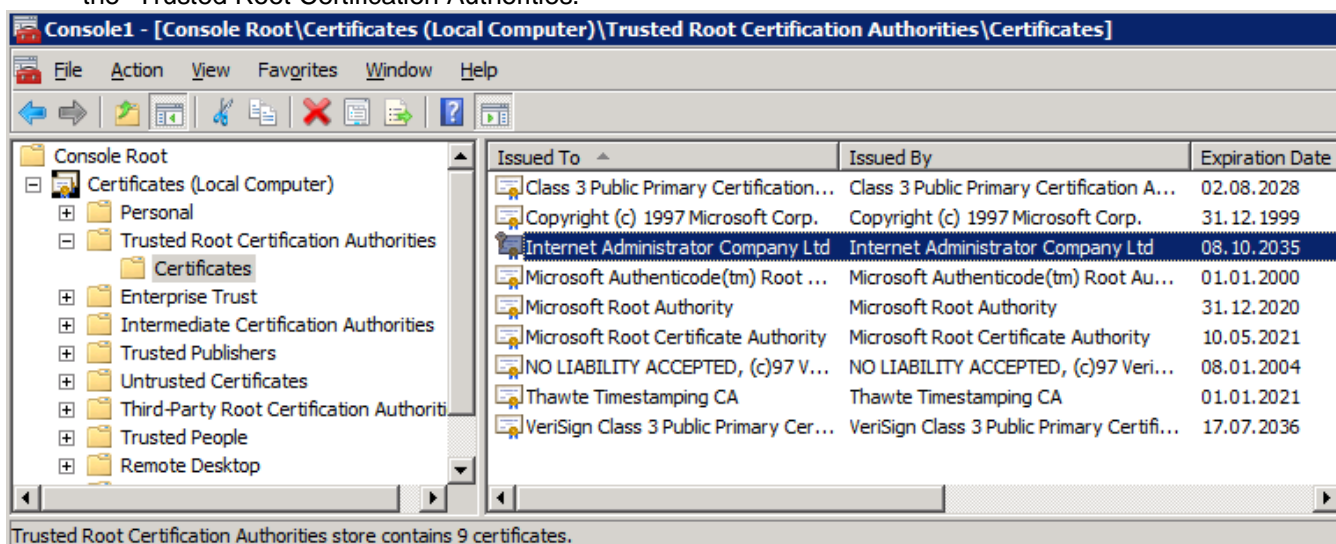 the "Trusted Root Certification Authorities."
Console1 - [Console Root\Certificates (Local Computer)\Trusted Root Certification Authorities\Certificates]
File Action View Favorites Window Help
Console Root
Certificates (Local Computer)
Personal
Trusted Root Certification Authorities
Certificates
Enterprise Trust
Intermediate Certification Authorities
Trusted Publishers
Untrusted Certificates
Third-Party Root Certification Authoriti
Trusted People
Remote Desktop
Issued To Issued By Expiration Date
Class 3 Public Primary Certification... Class 3 Public Primary Certification A... 02.08.2028
Copyright (c) 1997 Microsoft Corp. Copyright (c) 1997 Microsoft Corp. 31.12.1999
Internet Administrator Company Ltd Internet Administrator Company Ltd 08.10.2035
Microsoft Authenticode(tm) Root ... Microsoft Authenticode(tm) Root Au... 01.01.2000
Microsoft Root Authority Microsoft Root Authority 31.12.2020
Microsoft Root Certificate Authority Microsoft Root Certificate Authority 10.05.2021
NO LIABILITY ACCEPTED, (c)97 V... NO LIABILITY ACCEPTED, (c)97 Veri... 08.01.2004
Thawte Timestamping CA Thawte Timestamping CA 01.01.2021
VeriSign Class 3 Public Primary Cer... VeriSign Class 3 Public Primary Certifi... 17.07.2036
Trusted Root Certification Authorities store contains 9 certificates.